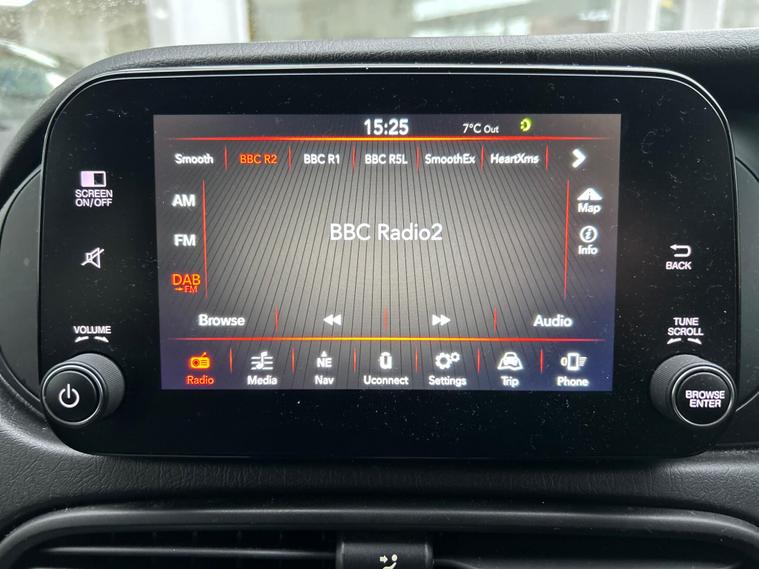 15:25 7°C Out
Smooth BBC R2 BBC R1 BBC R5L SmoothEx HeartXms
SCREEN
ON/OFF
AM
Map
BBC Radio2
FM
Info
BACK
DAB
→FM
Browse Audio
VOLUME
TUNE
SCROLL
NE
Radio Media Nav Uconnect Settings Trip Phone
BROWSE
ENTER